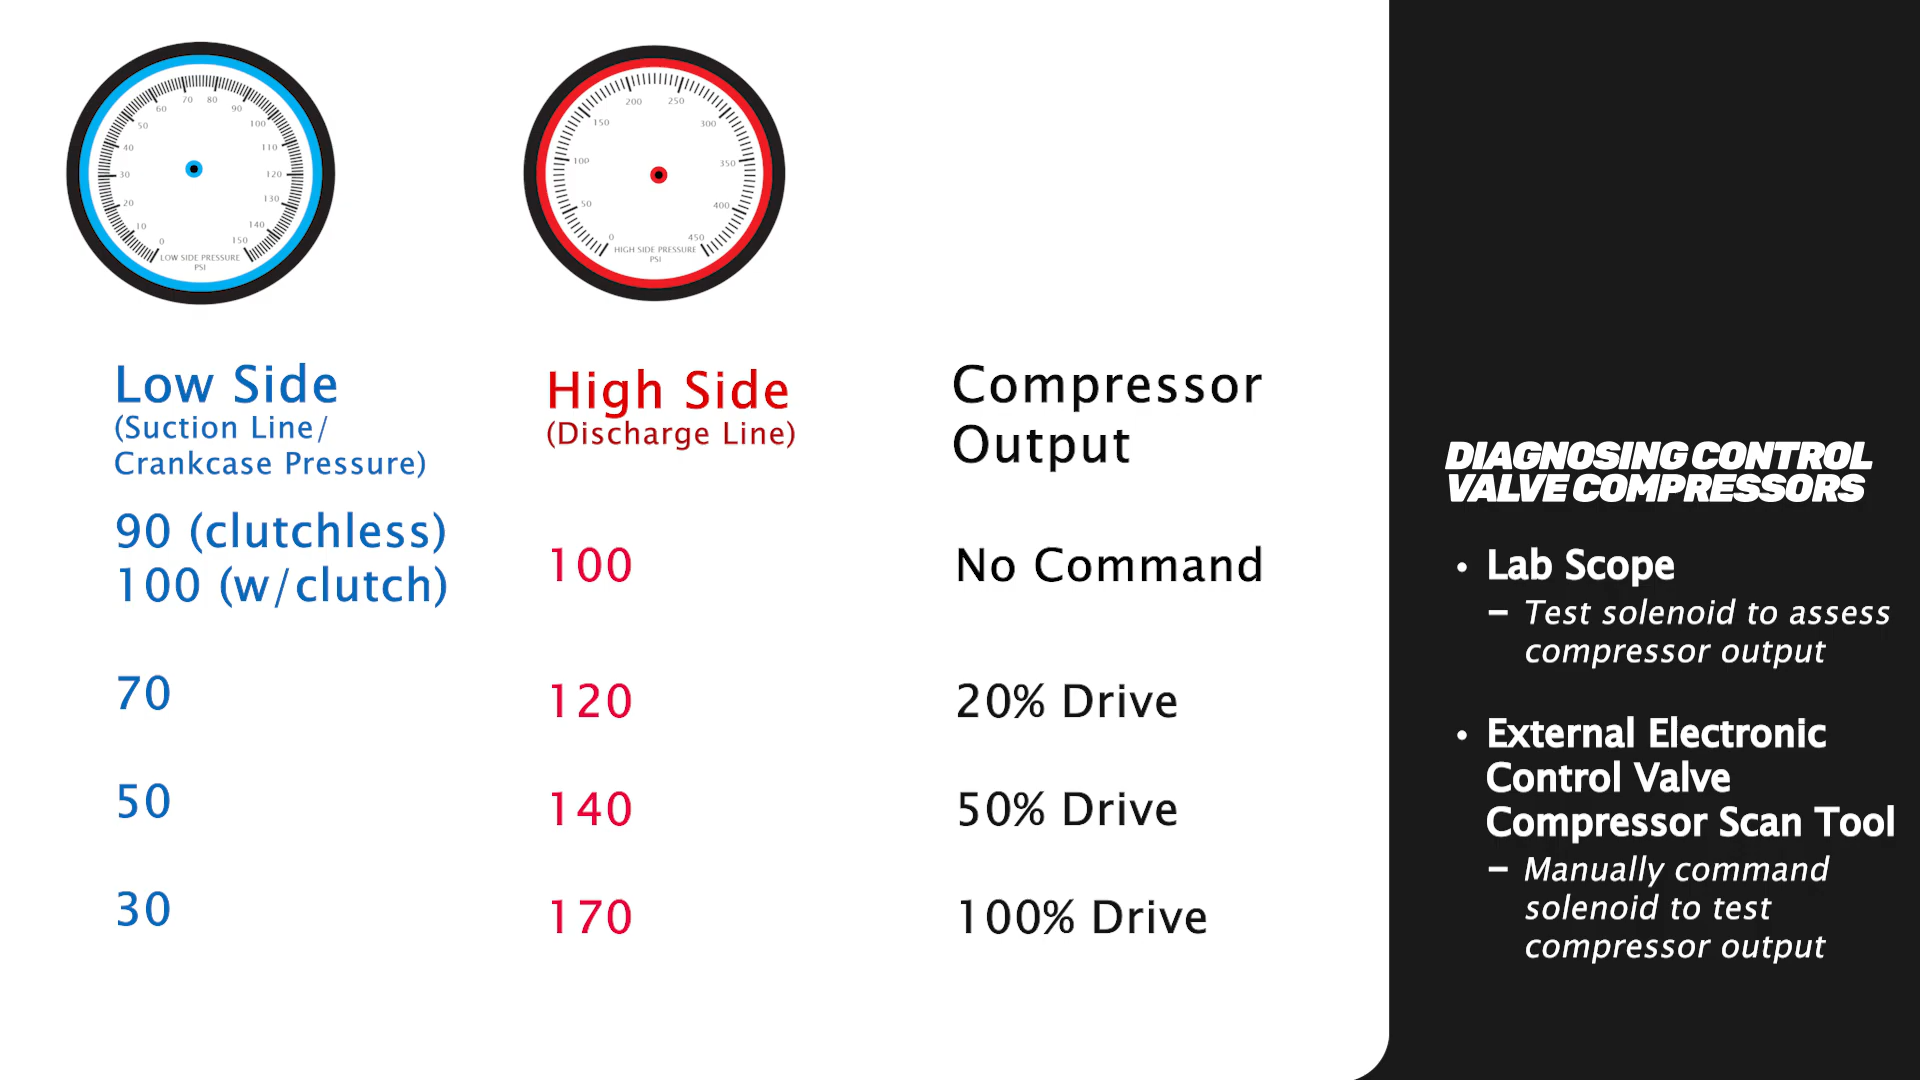 0
10
20
30
40
50
60
70
80
90
100
110
120
130
140
150
LOW SIDE PRESSURE
PSI
0
50
100
150
200
250
300
350
400
450
HIGH SIDE PRESSURE
PSI
Low Side
(Suction Line/
Crankcase Pressure)
High Side
(Discharge Line)
Compressor
Output
90 (clutchless)
100 (w/clutch)
100
No Command
70
120
20% Drive
50
140
50% Drive
30
170
100% Drive
DIAGNOSING CONTROL
VALVE COMPRESSORS
• Lab Scope
– Test solenoid to assess
compressor output
• External Electronic
Control Valve
Compressor Scan Tool
– Manually command
solenoid to test
compressor output